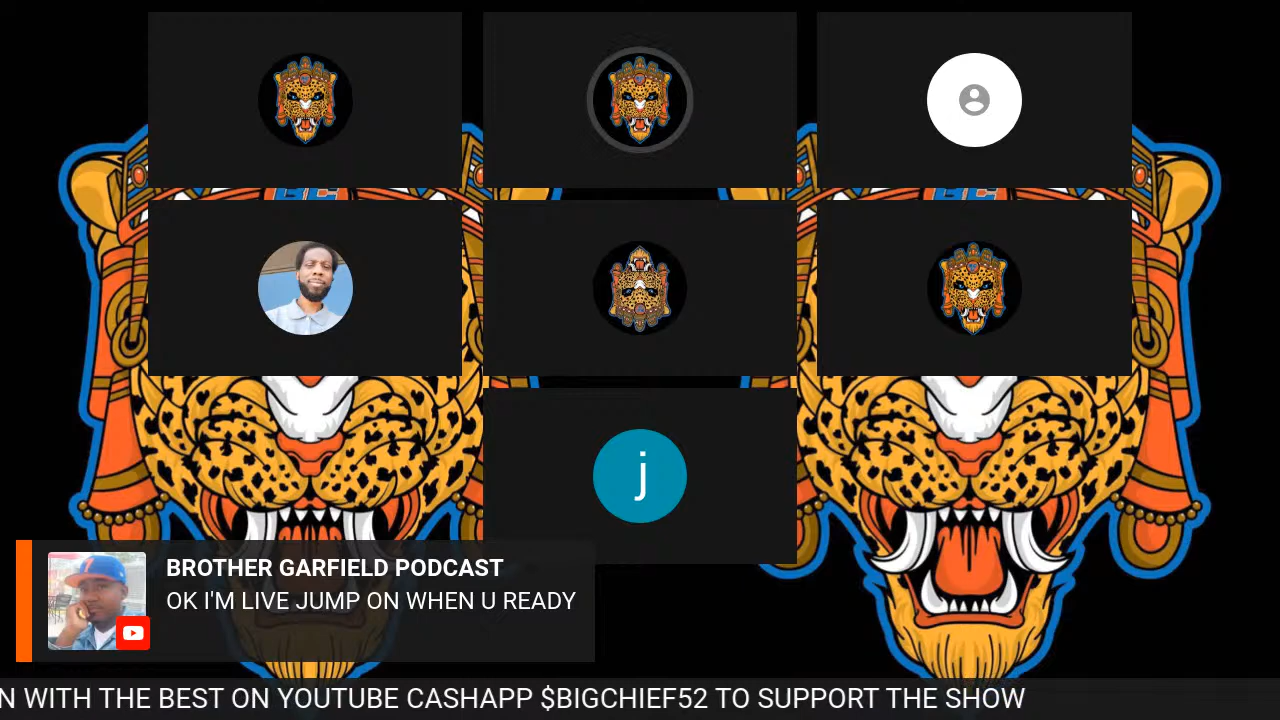 j
BROTHER GARFIELD PODCAST
OK I'M LIVE JUMP ON WHEN U READY
N WITH THE BEST ON YOUTUBE CASHAPP $BIGCHIEF52 TO SUPPORT THE SHOW